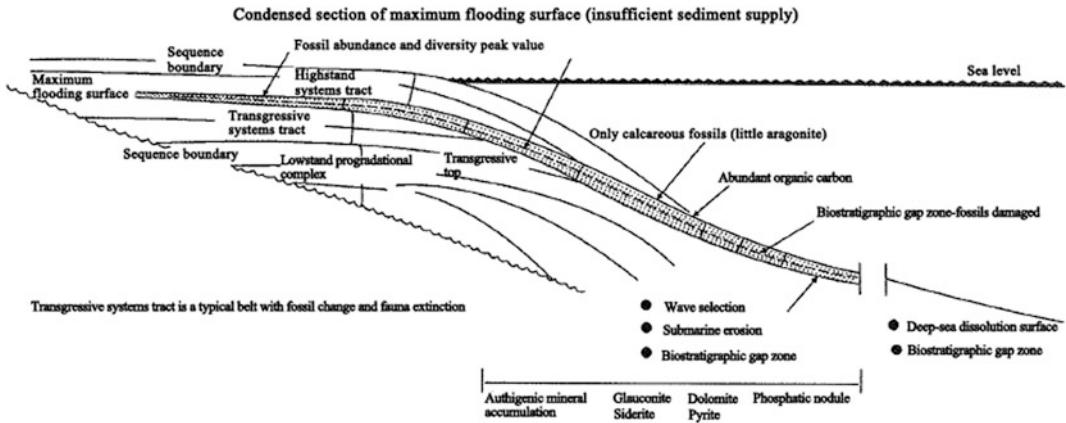 Condensed section of maximum flooding surface (insufficient sediment supply)
Fossil abundance and diversity peak value
Sequence
boundary
Sea level
Maximum
flooding surface
Highstand
systems tract
Transgressive
systems tract
Only calcareous fossils (little aragonite)
Sequence boundary
Lowstand progradational
complex
Transgressive
top
Abundant organic carbon
Biostratigraphic gap zone-fossils damaged
Transgressive systems tract is a typical belt with fossil change and fauna extinction
● Wave selection
● Submarine erosion
● Biostratigraphic gap zone
● Deep-sea dissolution surface
● Biostratigraphic gap zone
Authigenic mineral
accumulation
Glauconite
Siderite
Dolomite
Pyrite
Phosphatic nodule